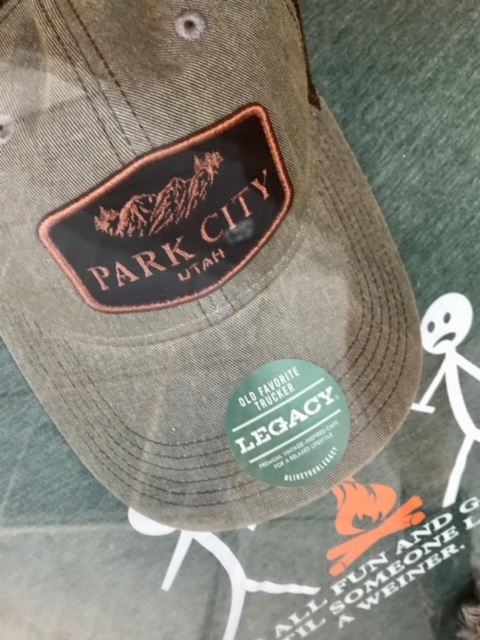 PARK CITY
UTAH
OLD FAVORITE
TRUCKER
LEGACY®
PREMIUM, VINTAGE-INSPIRED CAPS
FOR A RELAXED LIFESTYLE
#LIVEYOURLEGACY
ALL FUN AND G
TIL SOMEONE L
A WEINER.